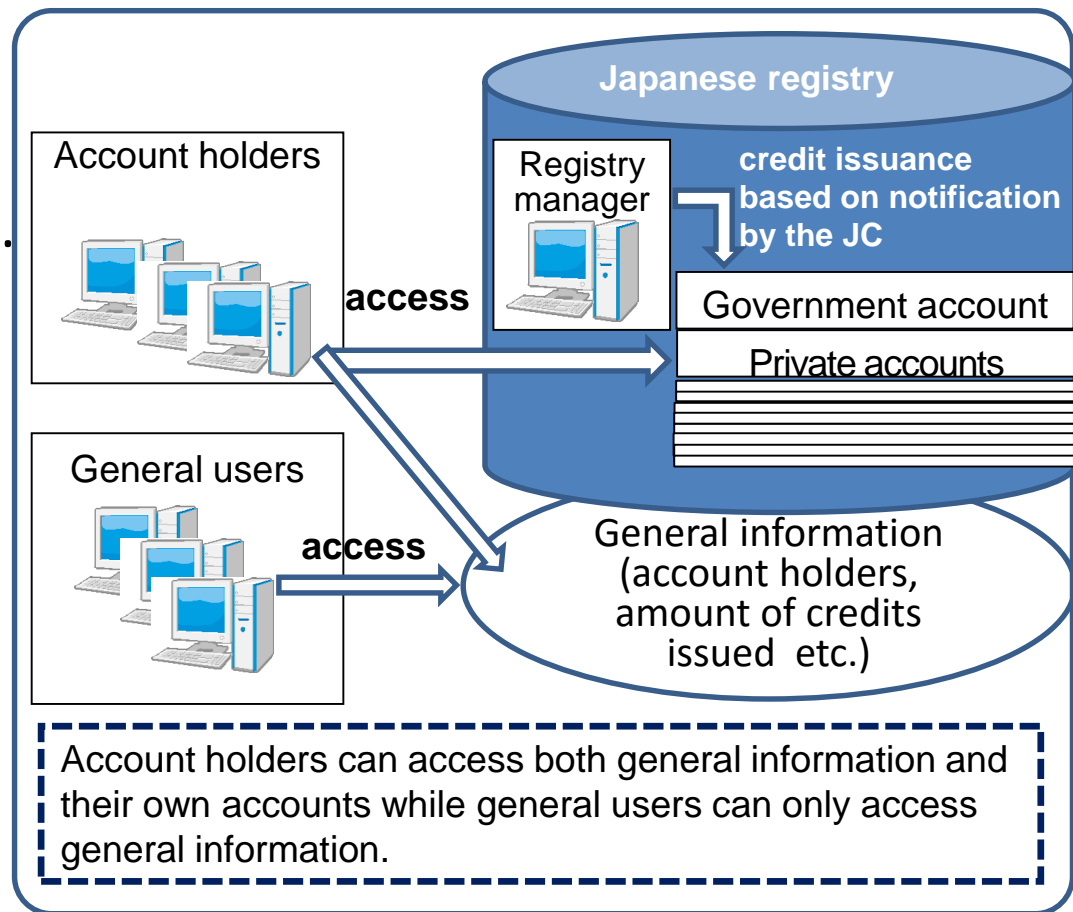 Japanese registry
Account holders
Registry
manager
credit issuance
based on notification
by the JC
access
Government account
Private accounts
General users
access
General information
(account holders,
amount of credits
issued etc.)
Account holders can access both general information and
their own accounts while general users can only access
general information.